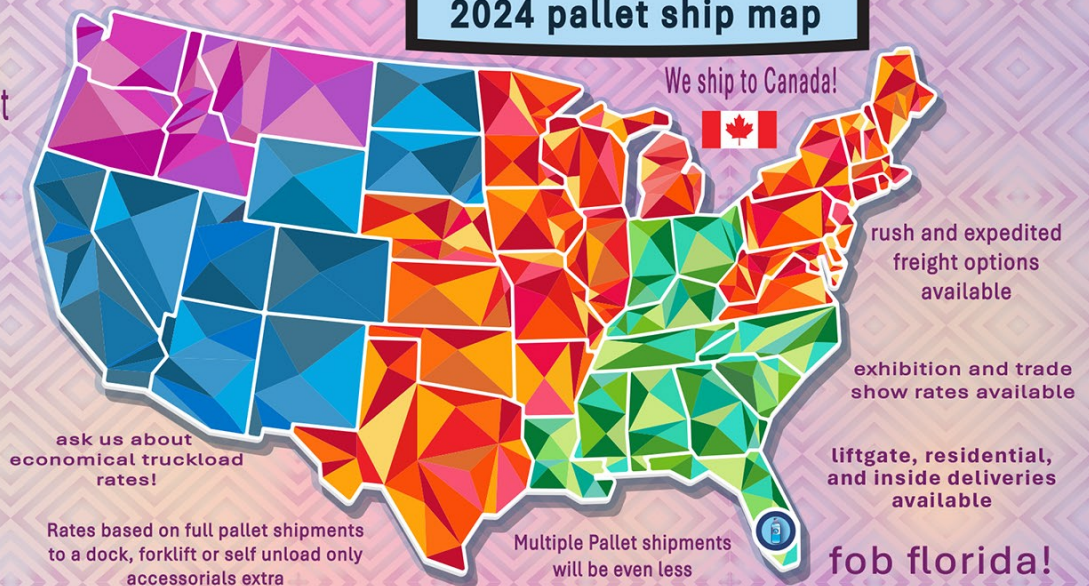 2024 pallet ship map
We ship to Canada!
t
rush and expedited
freight options
available
exhibition and trade
show rates available
ask us about
economical truckload
rates!
liftgate, residential,
and inside deliveries
available
Rates based on full pallet shipments
to a dock, forklift or self unload only
accessorials extra
Multiple Pallet shipments
will be even less
fob florida!